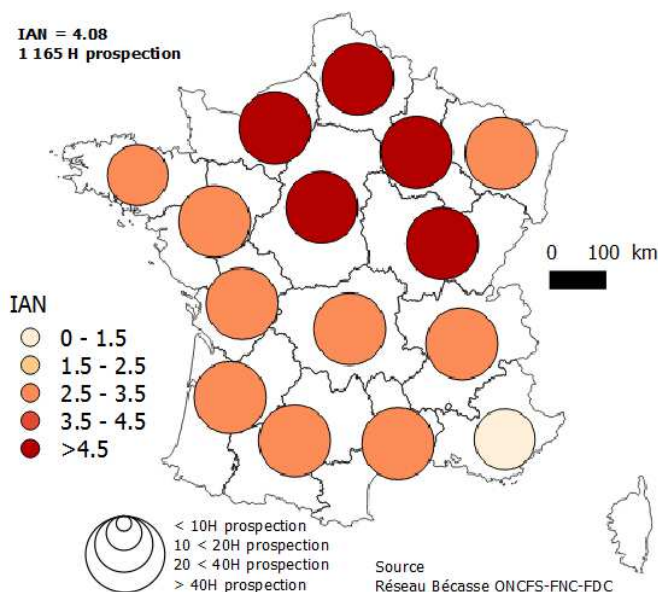 IAN = 4.08
1 165 H prospection
0 100 km
IAN
0 - 1.5
1.5 - 2.5
2.5 - 3.5
3.5 - 4.5
>4.5
< 10H prospection
10 < 20H prospection
20 < 40H prospection
> 40H prospection
Source
Réseau Bécasse ONCFS-FNC-FDC